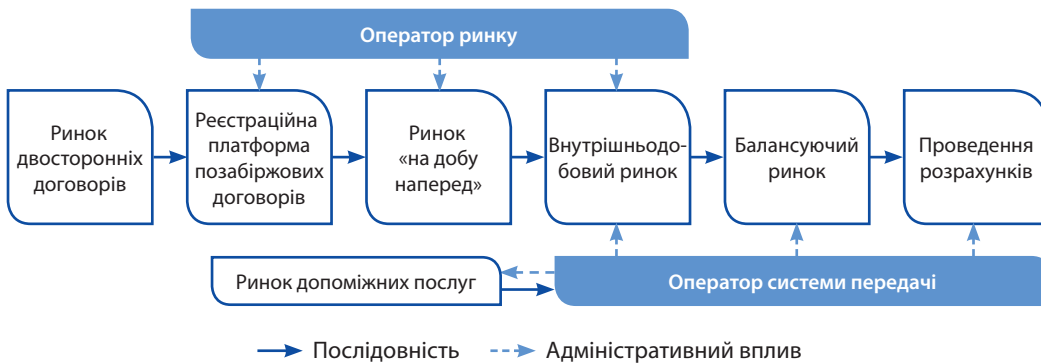 Оператор ринку
Ринок
двосторонніх
договорів
Реєстраційна
платформа
позабіржових
договорів
Ринок
«на добу
наперед»
Внутрішньодо-
бовий ринок
Балансуючий
ринок
Проведення
розрахунків
Ринок допоміжних послуг
Оператор системи передачі
Послідовність
Адміністративний вплив